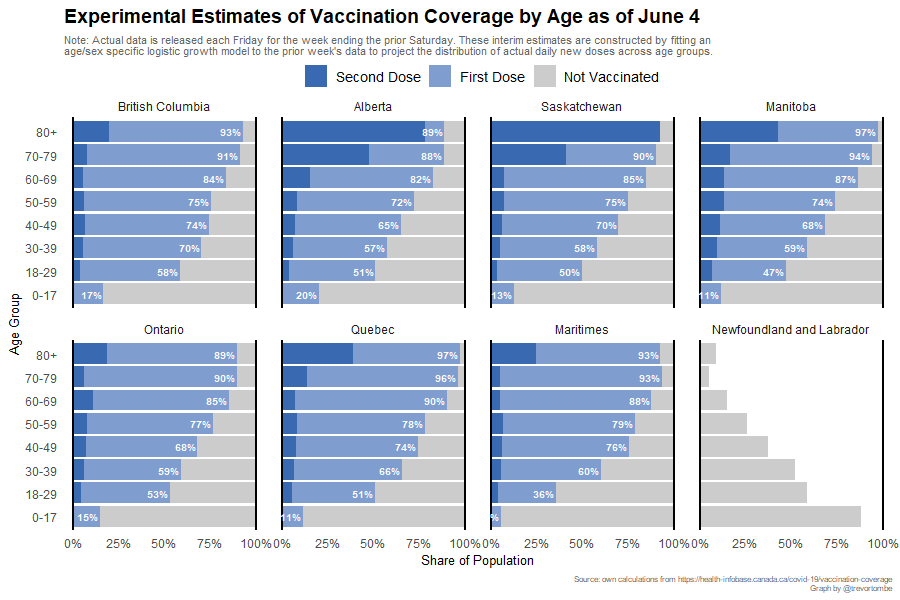 Experimental Estimates of Vaccination Coverage by Age as of June 4
Note: Actual data is released each Friday for the week ending the prior Saturday. These interim estimates are constructed by fitting an
age/sex specific logistic growth model to the prior week's data to project the distribution of actual daily new doses across age groups.
Second Dose First Dose Not Vaccinated
British Columbia Alberta Saskatchewan Manitoba
80+ 93% 89% 97%
70-79 91% 88% 90% 94%
60-69 84% 82% 85% 87%
50-59 75% 72% 75% 74%
40-49 74% 65% 70% 68%
30-39 70% 57% 58% 59%
18-29 58% 51% 50% 47%
0-17 17% 20% 13% 11%
Age Group
Ontario Quebec Maritimes Newfoundland and Labrador
80+ 89% 97% 93%
70-79 90% 96% 93%
60-69 85% 90% 88%
50-59 77% 78% 79%
40-49 68% 74% 76%
30-39 59% 66% 60%
18-29 53% 51% 36%
0-17 15% 11% %
0% 25% 50% 75% 100% 0% 25% 50% 75% 100% 0% 25% 50% 75% 100% 0% 25% 50% 75% 100%
Share of Population
Source: own calculations from https://health-infobase.canada.ca/covid-19/vaccination-coverage
Graph by @trevortombe